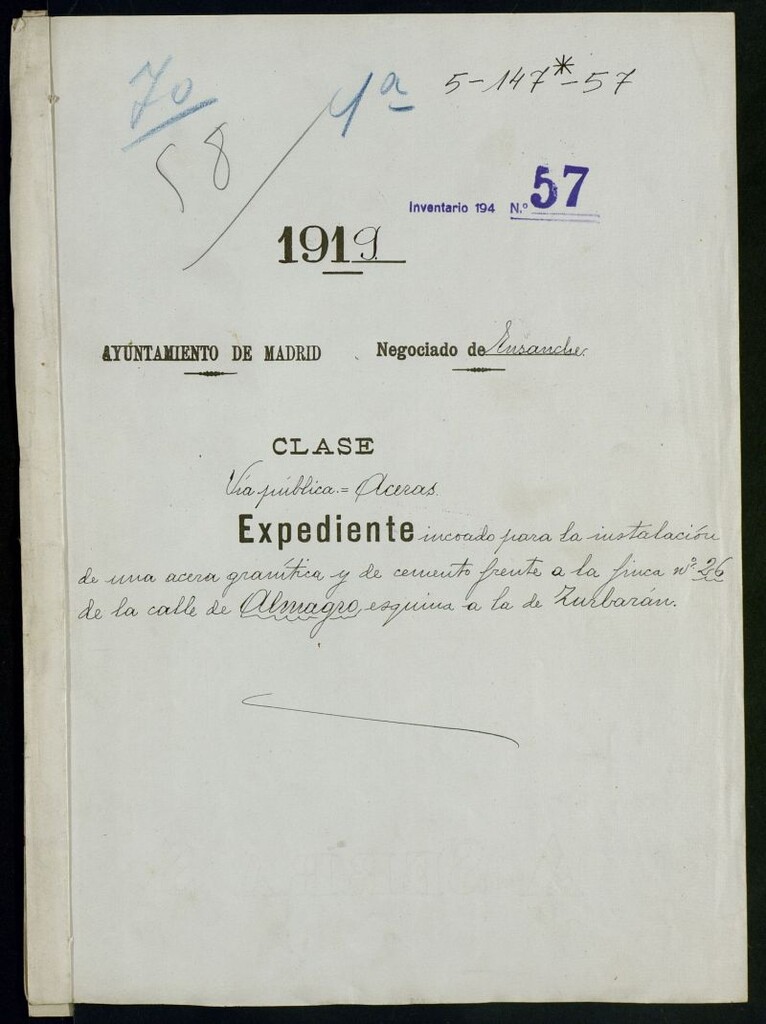 70
1ª
5-147*-57
58
Inventario 194 N.º 57
1919.
AYUNTAMIENTO DE MADRID Negociado de Ensanche
CLASE
Vía pública.= Aceras.
Expediente incoado para la instalación
de una acera granítica y de cemento frente a la finca nº 26
de la calle de Almagro, esquina a la de Zurbarán.